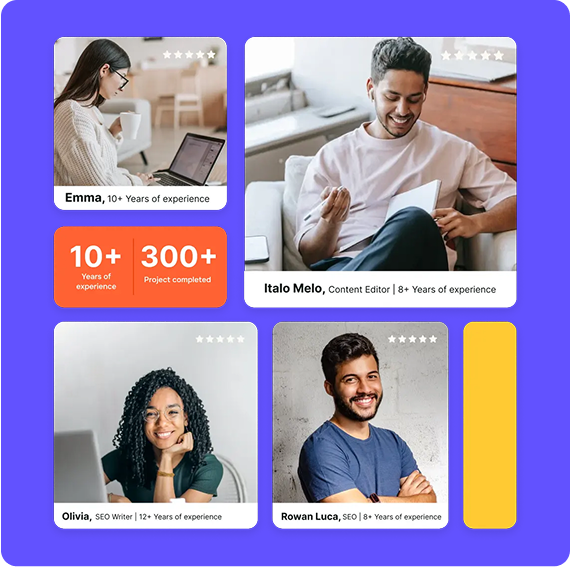 Emma, 10+ Years of experience
Italo Melo, Content Editor | 8+ Years of experience
10+
Years of
experience
300+
Project completed
Olivia, SEO Writer | 12+ Years of experience
Rowan Luca, SEO | 8+ Years of experience